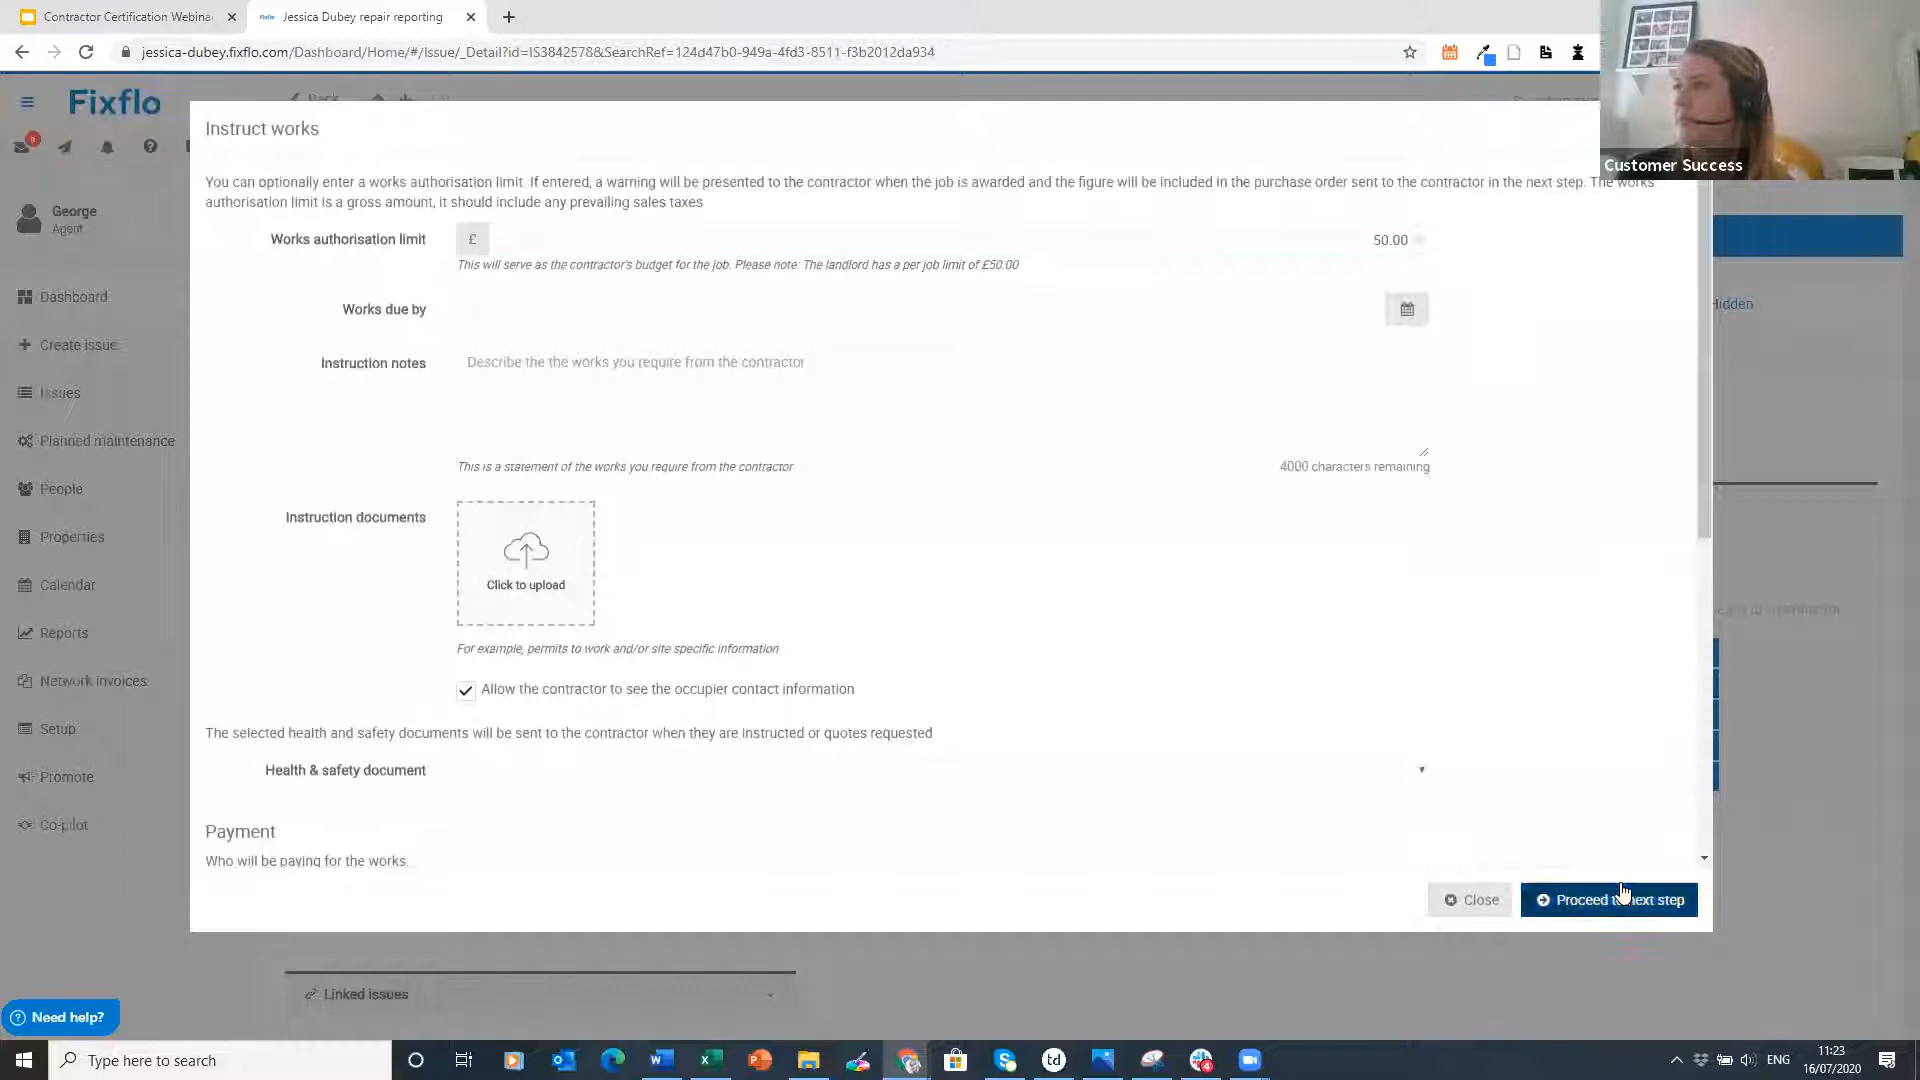 Contractor Certification Webina
Jessica Dubey repair reporting
jessica-dubey.fixflo.com/Dashboard/Home/#/Issue/_Detail?id=IS3842578&SearchRef=124d47b0-949a-4fd3-8511-f3b2012da934
Customer Success
Fixflo
Back
George
Agent
Dashboard
Create issue
Issues
Planned maintenance
People
Properties
Calendar
Reports
Network invoices
Setup
Promote
Co-pilot
Need help?
Instruct works
You can optionally enter a works authorisation limit. If entered, a warning will be presented to the contractor when the job is awarded and the figure will be included in the purchase order sent to the contractor in the next step. The works
authorisation limit is a gross amount, it should include any prevailing sales taxes
Works authorisation limit £ 50.00
This will serve as the contractor's budget for the job. Please note: The landlord has a per job limit of £50.00
Works due by
Instruction notes Describe the the works you require from the contractor
This is a statement of the works you require from the contractor 4000 characters remaining
Instruction documents
Click to upload
For example, permits to work and/or site specific information
Allow the contractor to see the occupier contact information
The selected health and safety documents will be sent to the contractor when they are instructed or quotes requested
Health & safety document
Payment
Who will be paying for the works.
Close Proceed to next step
Hidden
Linked issues
Type here to search
td
4
ENG
11:23
16/07/2020